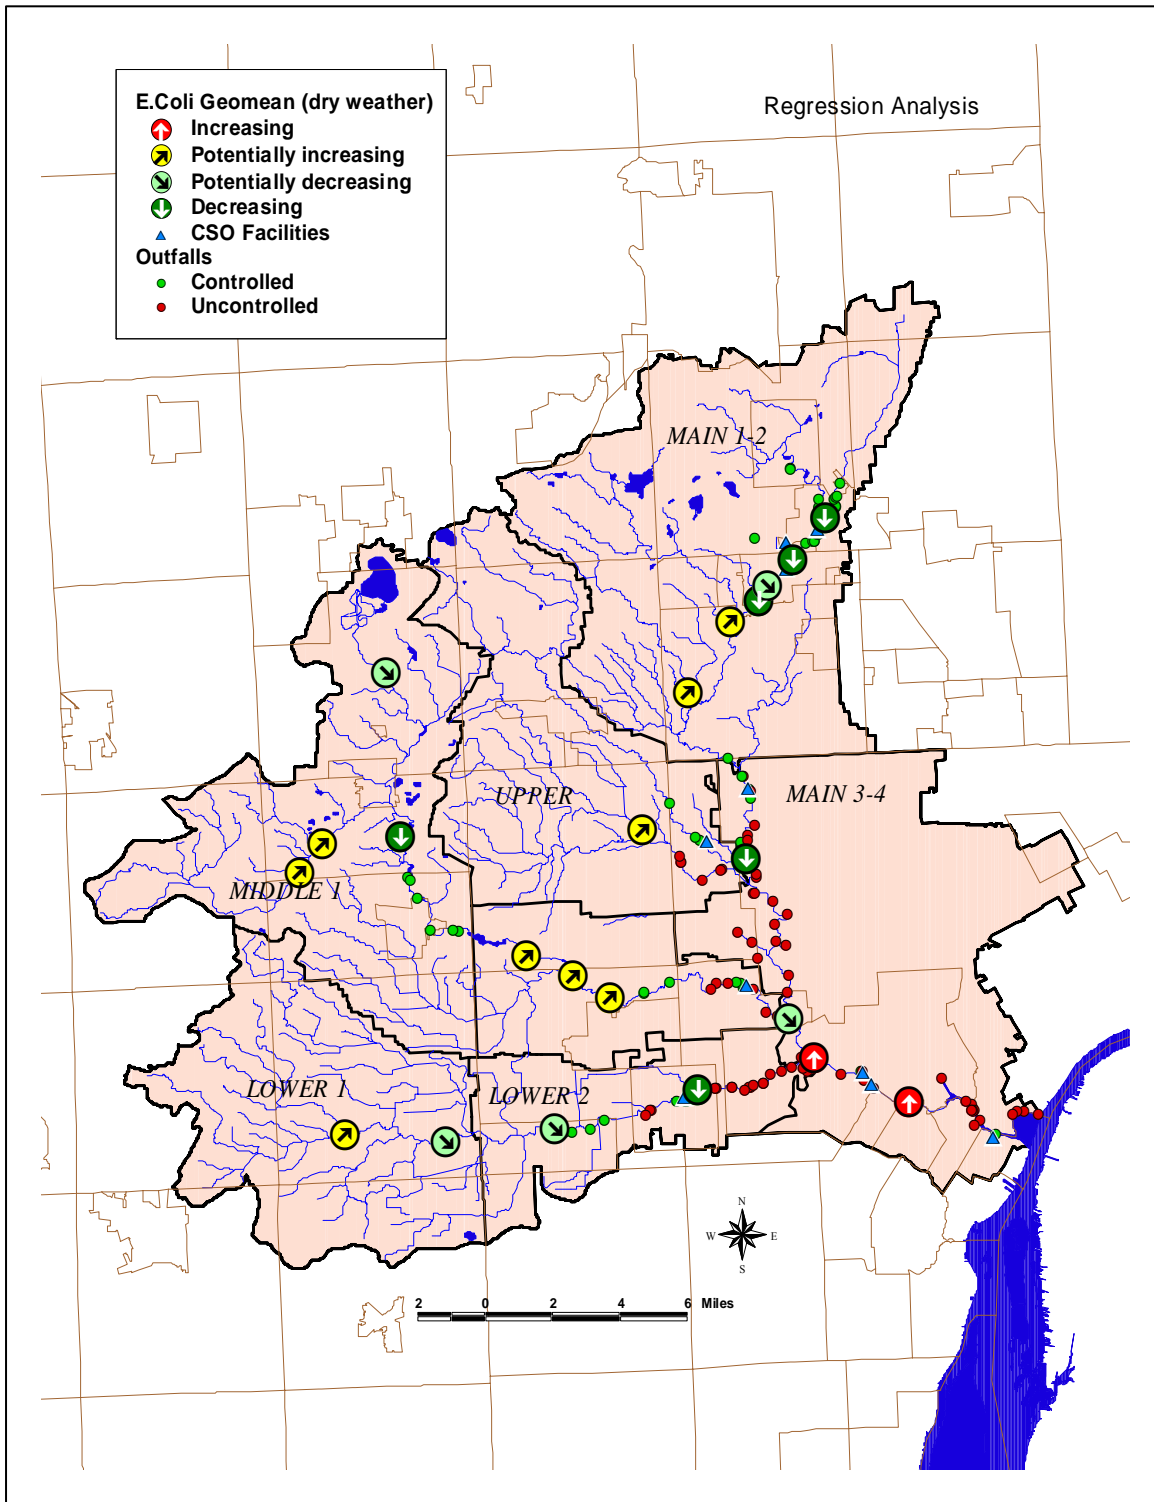 Regression Analysis
E.Coli Geomean (dry weather)
Increasing
Potentially increasing
Potentially decreasing
Decreasing
CSO Facilities
Outfalls
Controlled
Uncontrolled
MAIN 1-2
UPPER
MAIN 3-4
MIDDLE 1
LOWER 1
LOWER 2
N
W E
S
2 0 2 4 6 Miles